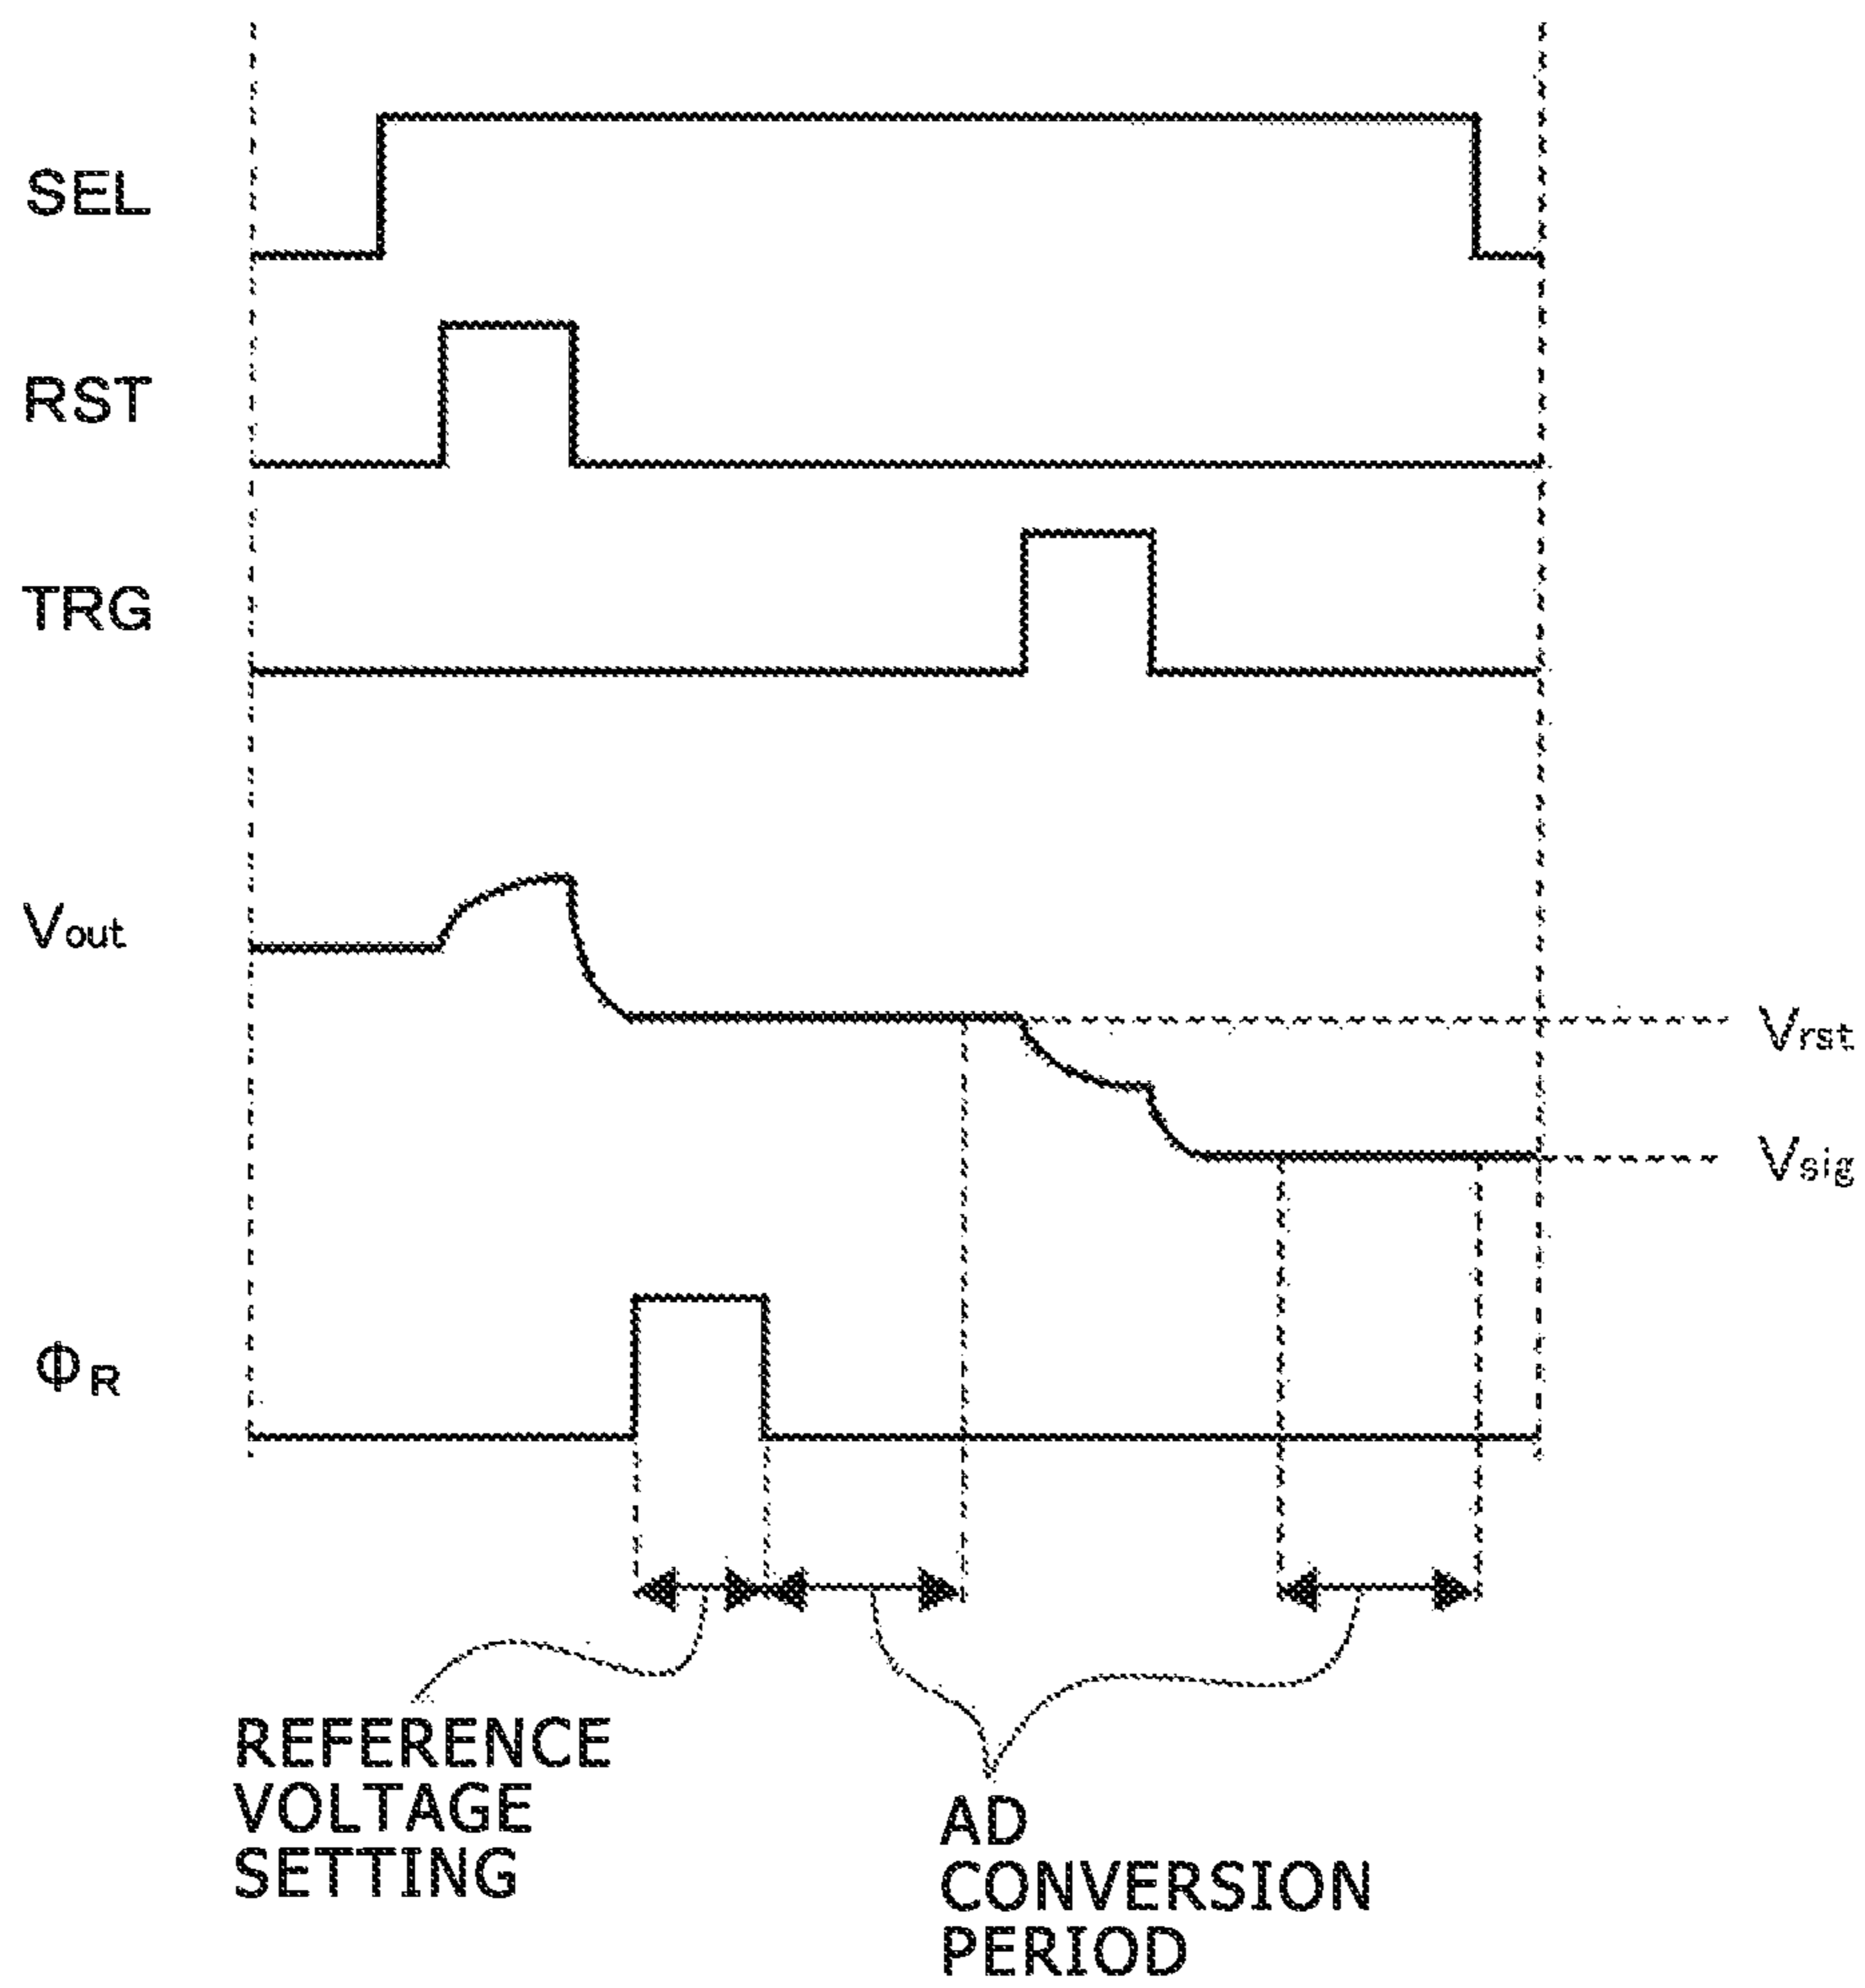 SEL
RST
TRG
Vout
Vrst
Vsig
ΦR
REFERENCE
VOLTAGE
SETTING
AD
CONVERSION
PERIOD